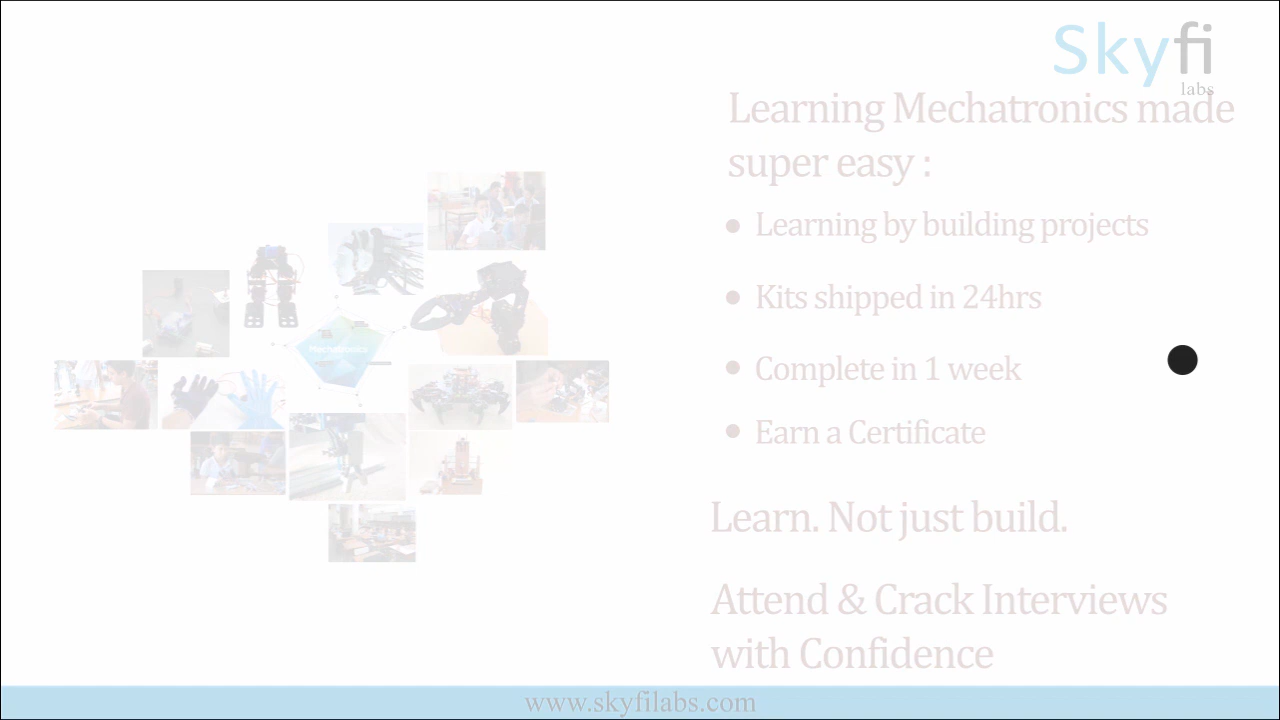 Skyfi
labs
Learning Mechatronics made
super easy :
Learning by building projects
Kits shipped in 24hrs
Mechatronics
Complete in 1 week
Earn a Certificate
Learn. Not just build.
Attend & Crack Interviews
with Confidence
www.skyfilabs.com